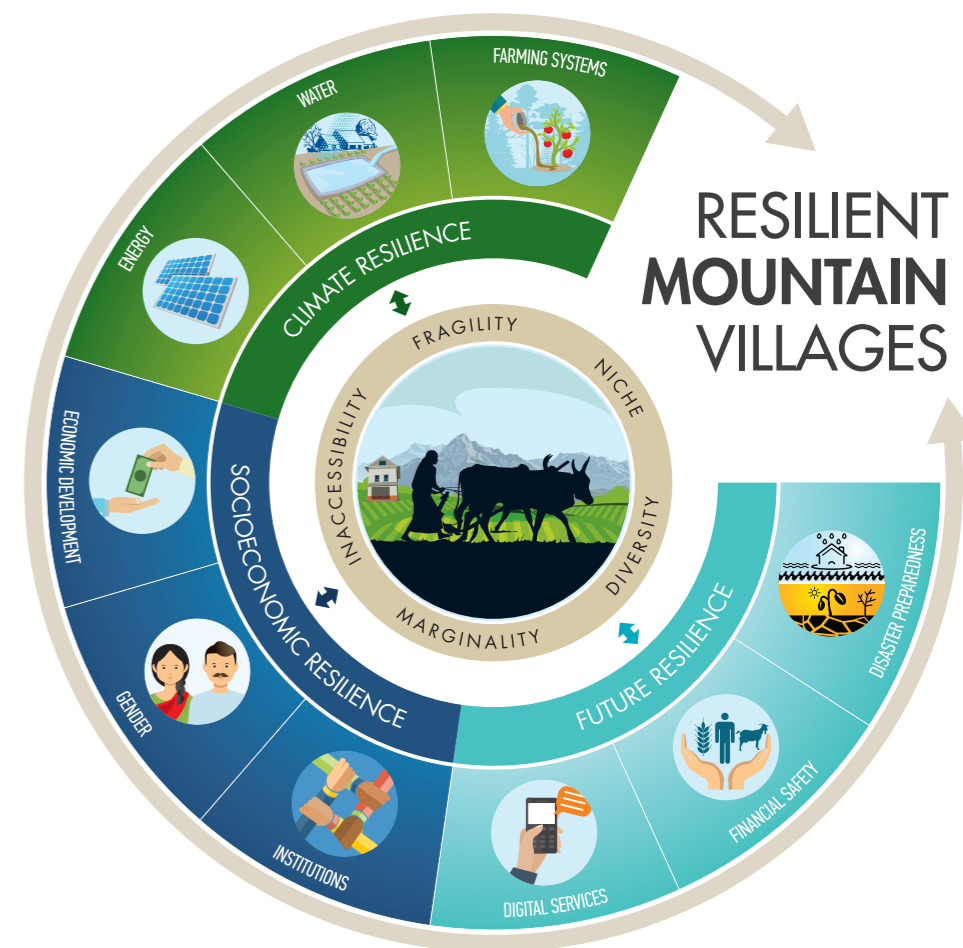 RESILIENT
MOUNTAIN
VILLAGES
FARMING SYSTEMS
WATER
ENERGY
CLIMATE RESILIENCE
ECONOMIC DEVELOPMENT
GENDER
INSTITUTIONS
SOCIOECONOMIC RESILIENCE
DIGITAL SERVICES
FINANCIAL SAFETY
DISASTER PREPAREDNESS
FUTURE RESILIENCE
FRAGILITY
NICHE
DIVERSITY
MARGINALITY
INACCESSIBILITY